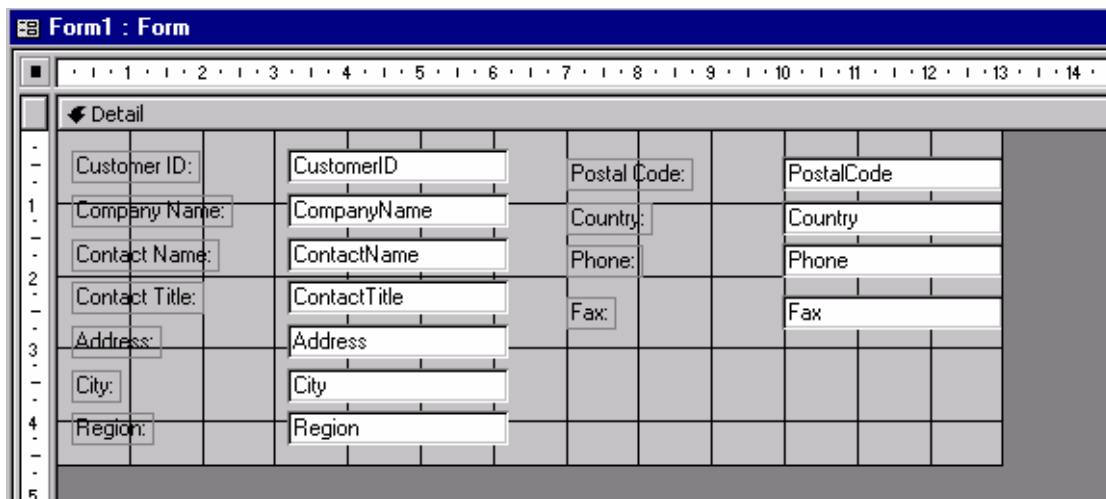 Form1 : Form
1 2 3 4 5 6 7 8 9 10 11 12 13 14
Detail
Customer ID: CustomerID Postal Code: PostalCode
1
Company Name: CompanyName Country: Country
Contact Name: ContactName Phone: Phone
2
Contact Title: ContactTitle Fax: Fax
3
Address: Address
City: City
4
Region: Region
5